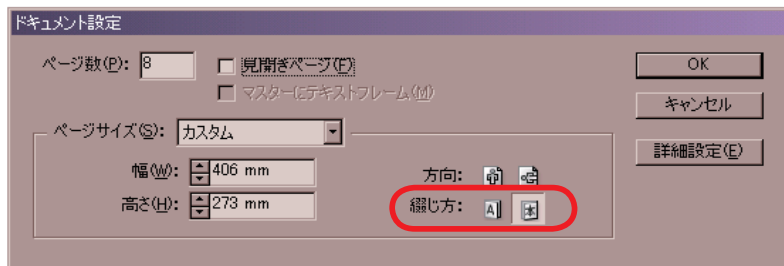 ドキュメント設定
ページ数(P): 8
見開きページ(F)
マスターにテキストフレーム(M)
OK
キャンセル
詳細設定(E)
ページサイズ(S): カスタム
幅(W): 406 mm
高さ(H): 273 mm
方向:
綴じ方: